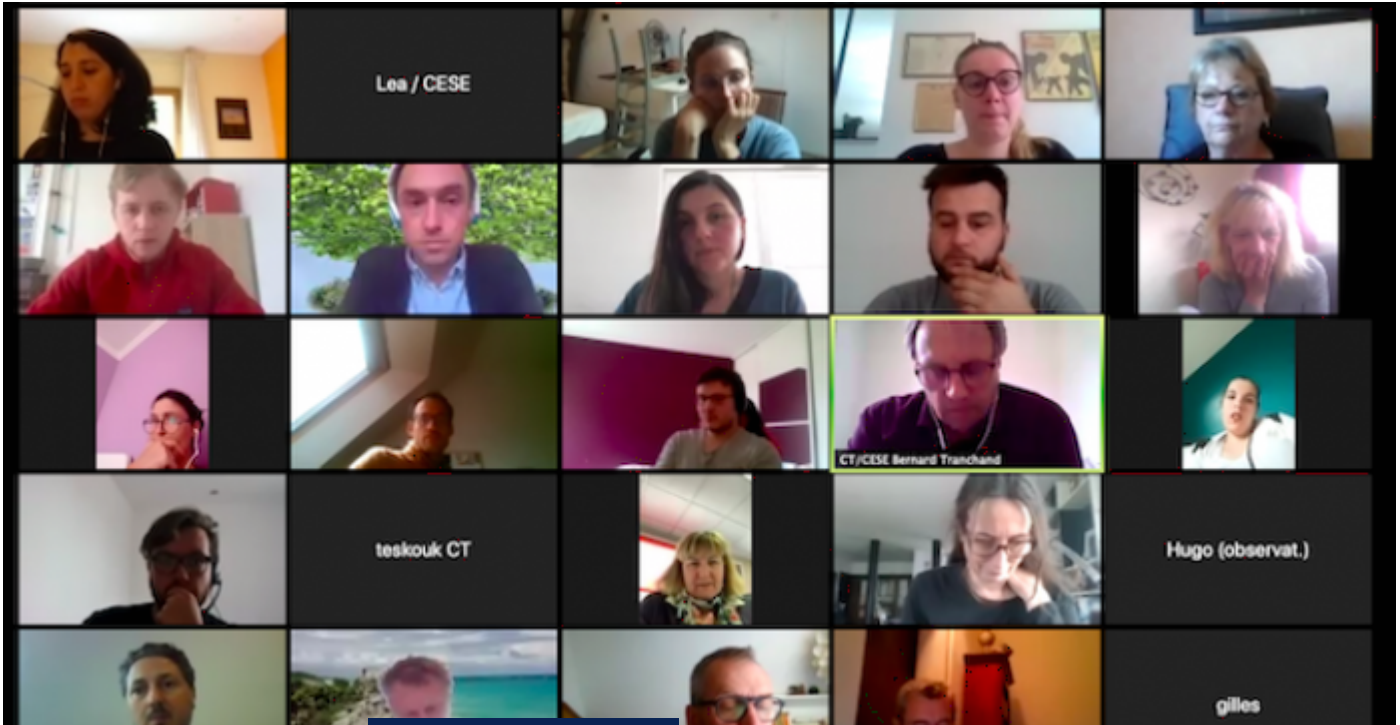 Lea / CESE
CT/CESE Bernard Tranchand
teskouk CT
Hugo (observat.)
gilles